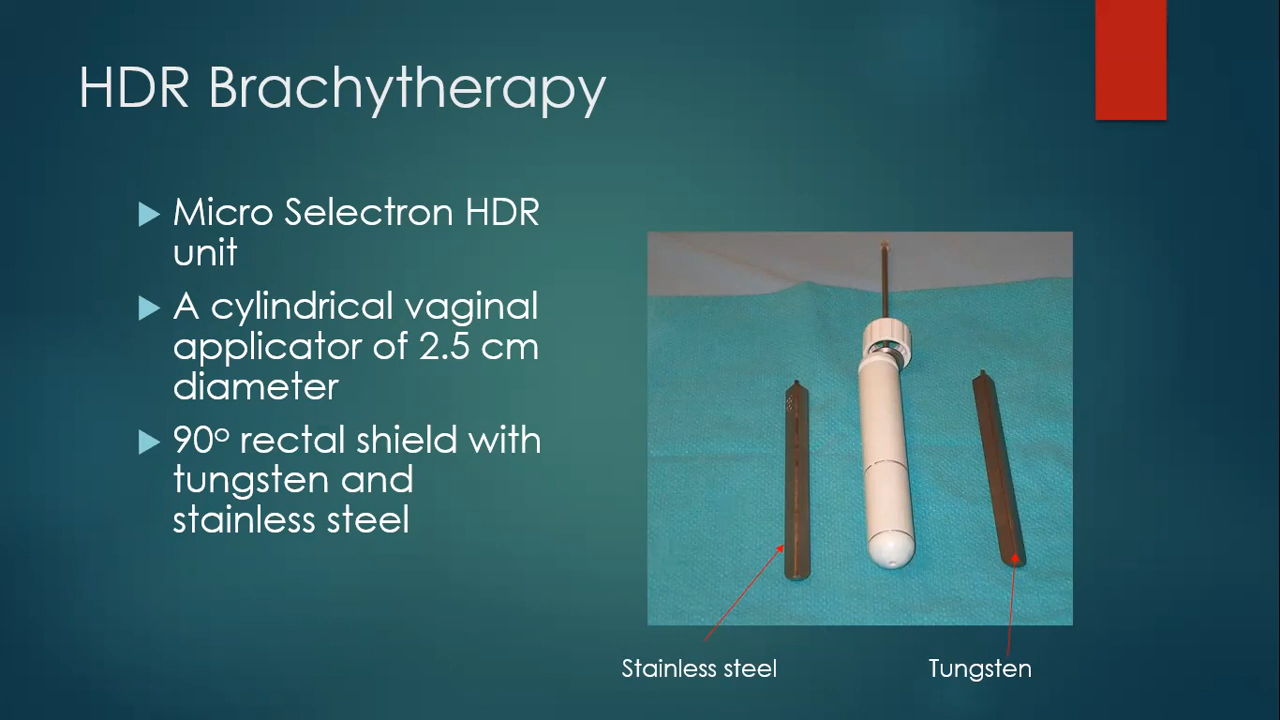 HDR Brachytherapy
Micro Selectron HDR
unit
A cylindrical vaginal
applicator of 2.5 cm
diameter
90º rectal shield with
tungsten and
stainless steel
Stainless steel
Tungsten